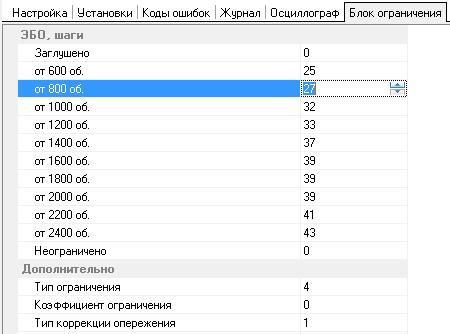 Настройка Установки Коды ошибок Журнал Осциллограф Блок ограничения
ЭБО, шаги
Заглушено 0
от 600 об. 25
от 800 об. 27
от 1000 об. 32
от 1200 об. 33
от 1400 об. 37
от 1600 об. 39
от 1800 об. 39
от 2000 об. 39
от 2200 об. 41
от 2400 об. 43
Неограничено 0
Дополнительно
Тип ограничения 4
Коэффициент ограничения 0
Тип коррекции опережения 1